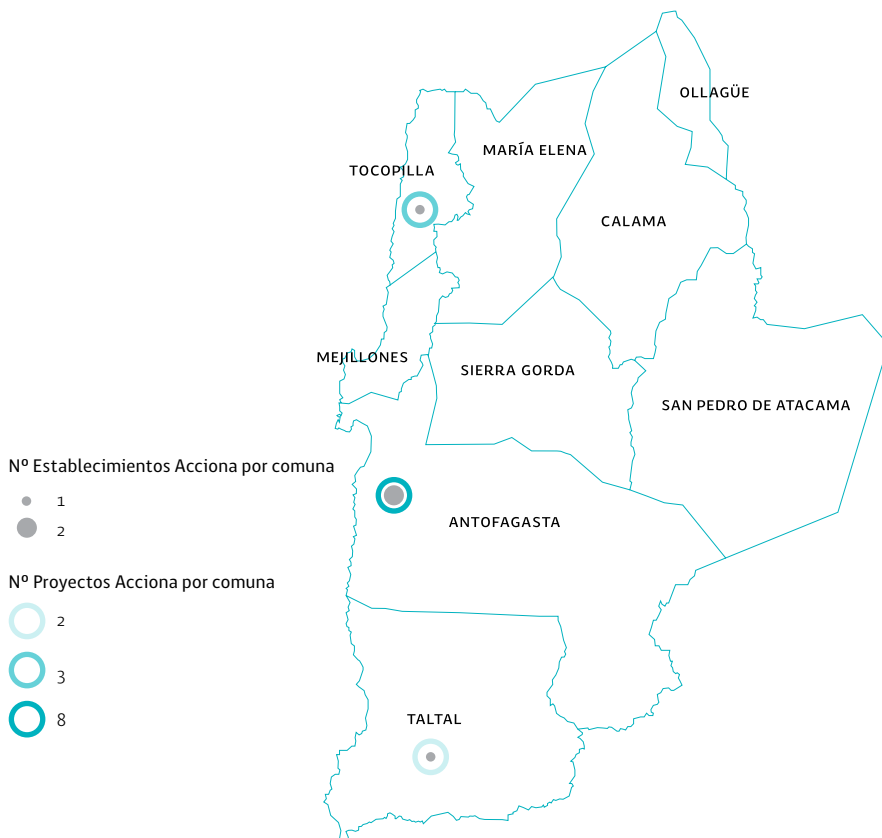 OLLAGÜE
MARÍA ELENA
TOCOPILLA
CALAMA
MEJILLONES
SIERRA GORDA
SAN PEDRO DE ATACAMA
Nº Establecimientos Acciona por comuna
1
2
ANTOFAGASTA
Nº Proyectos Acciona por comuna
2
3
8
TALTAL